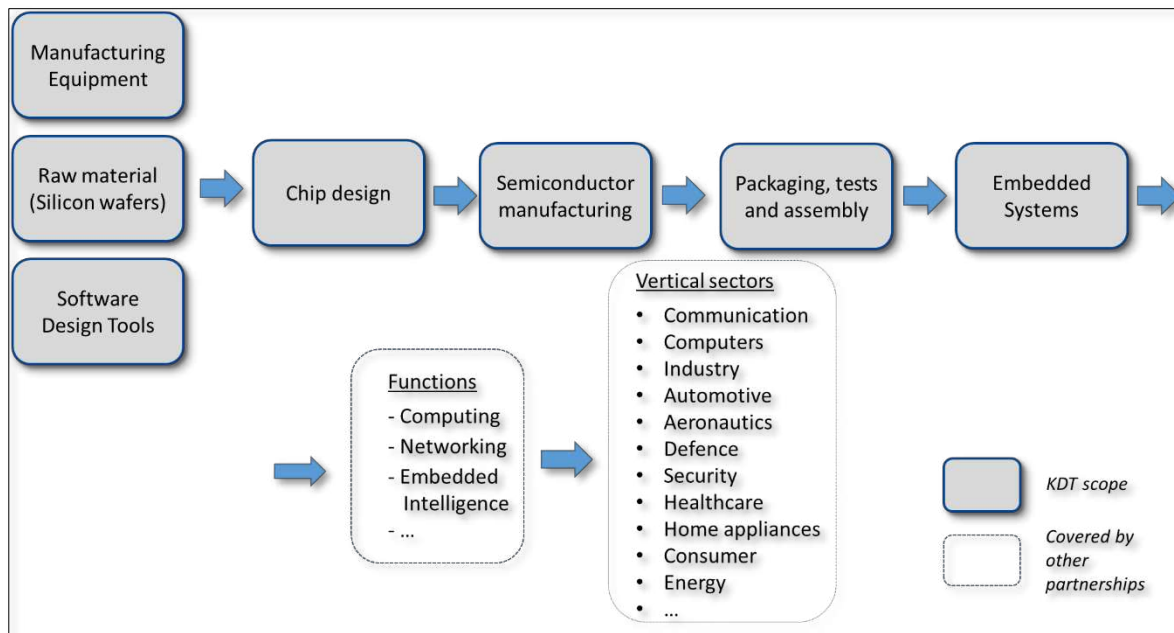 Manufacturing
Equipment
Raw material
(Silicon wafers)
Software
Design Tools
Chip design
Semiconductor
manufacturing
Packaging, tests
and assembly
Embedded
Systems
Functions
- Computing
- Networking
- Embedded
Intelligence
- ...
Vertical sectors
• Communication
• Computers
• Industry
• Automotive
• Aeronautics
• Defence
• Security
• Healthcare
• Home appliances
• Consumer
• Energy
• ...
KDT scope
Covered by
other
partnerships